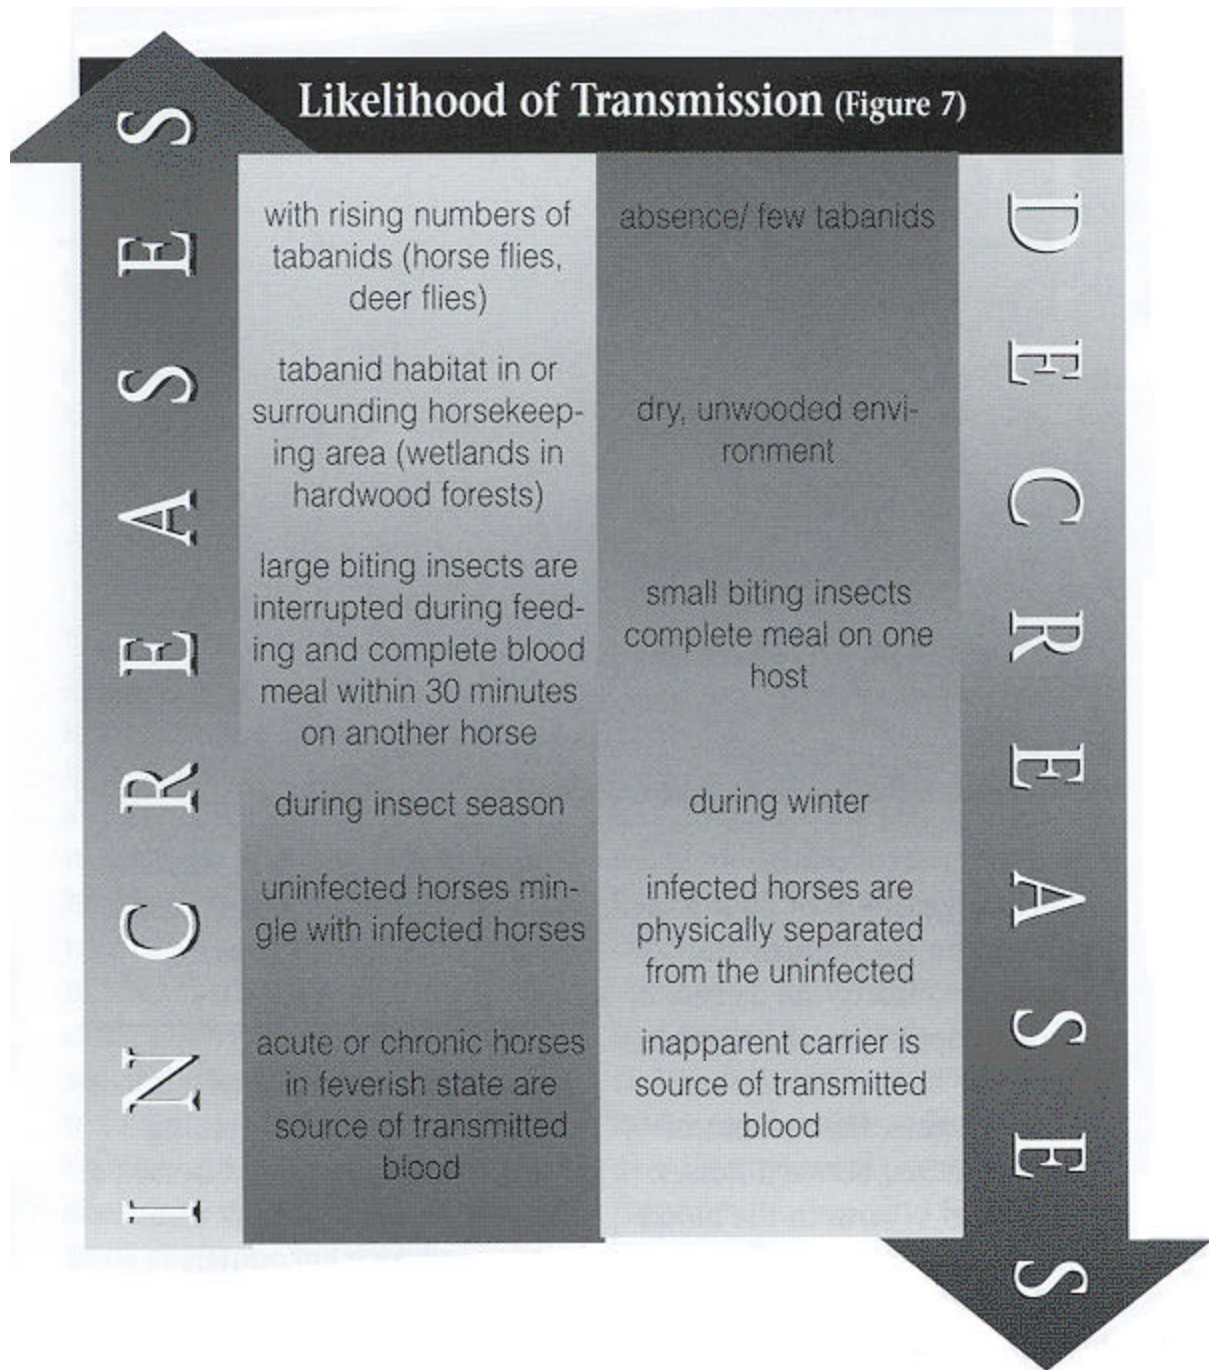 Likelihood of Transmission (Figure 7)
INCREASES
with rising numbers of
tabanids (horse flies,
deer flies)
tabanid habitat in or
surrounding horsekeep-
ing area (wetlands in
hardwood forests)
large biting insects are
interrupted during feed-
ing and complete blood
meal within 30 minutes
on another horse
during insect season
uninfected horses min-
gle with infected horses
acute or chronic horses
in feverish state are
source of transmitted
blood
absence/ few tabanids
dry, unwooded envi-
ronment
small biting insects
complete meal on one
host
during winter
infected horses are
physically separated
from the uninfected
inapparent carrier is
source of transmitted
blood
DECREASES